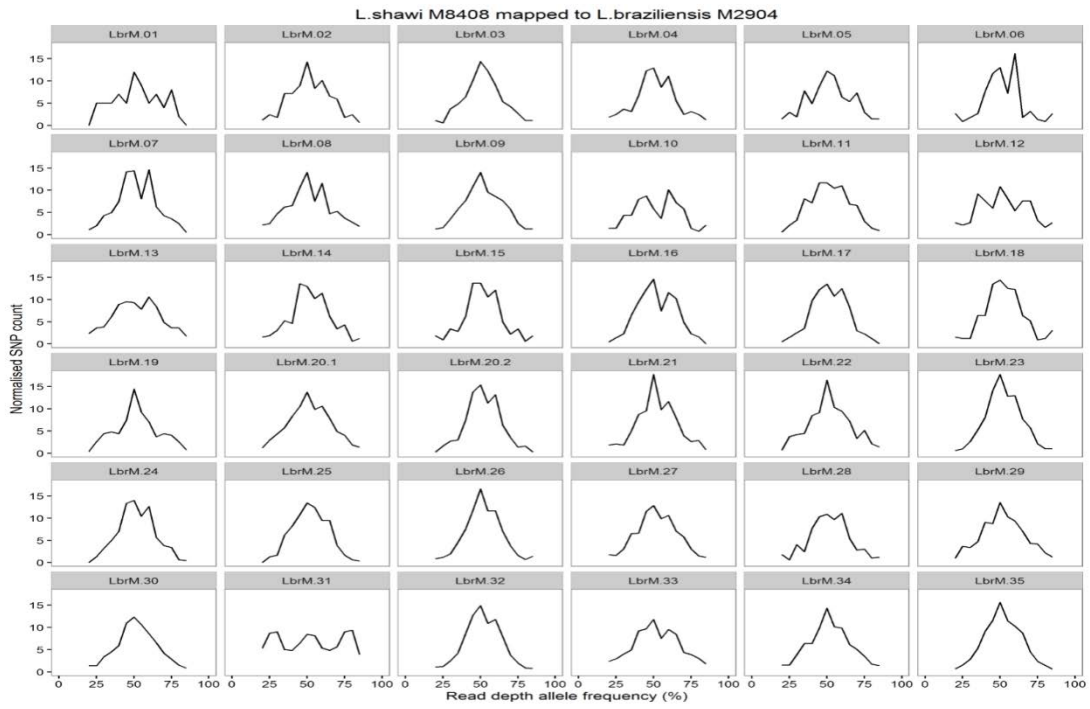 L.shawi M8408 mapped to L.braziliensis M2904
LbrM.01 LbrM.02 LbrM.03 LbrM.04 LbrM.05 LbrM.06
15
10
5
0
LbrM.07 LbrM.08 LbrM.09 LbrM.10 LbrM.11 LbrM.12
15
10
5
0
LbrM.13 LbrM.14 LbrM.15 LbrM.16 LbrM.17 LbrM.18
15
10
5
0
Normalised SNP count
LbrM.19 LbrM.20.1 LbrM.20.2 LbrM.21 LbrM.22 LbrM.23
15
10
5
0
LbrM.24 LbrM.25 LbrM.26 LbrM.27 LbrM.28 LbrM.29
15
10
5
0
LbrM.30 LbrM.31 LbrM.32 LbrM.33 LbrM.34 LbrM.35
15
10
5
0
0 25 50 75 100 0 25 50 75 100 0 25 50 75 100 0 25 50 75 100 0 25 50 75 100 0 25 50 75 100
Read depth allele frequency (%)